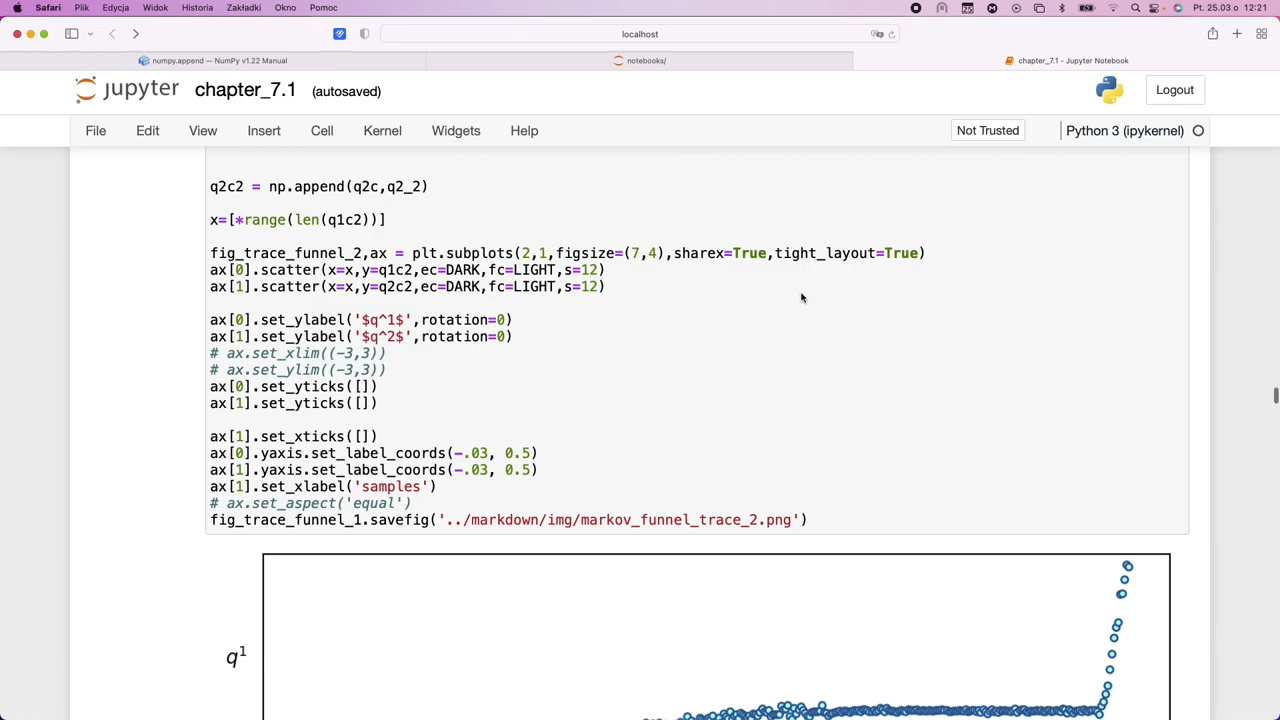 Safari Plik Edycja Widok Historia Zakładki Okno Pomoc Pt. 25.03 o 12:21
localhost
numpy.append — NumPy v1.22 Manual notebooks/ chapter_7.1 - Jupyter Notebook
jupyter chapter_7.1 (autosaved) Logout
File Edit View Insert Cell Kernel Widgets Help Not Trusted Python 3 (ipykernel)
q2c2 = np.append(q2c,q2_2)
x=[*range(len(q1c2))]
fig_trace_funnel_2,ax = plt.subplots(2,1,figsize=(7,4),sharex=True,tight_layout=True)
ax[0].scatter(x=x,y=q1c2,ec=DARK,fc=LIGHT,s=12)
ax[1].scatter(x=x,y=q2c2,ec=DARK,fc=LIGHT,s=12)
ax[0].set_ylabel('$q^1$',rotation=0)
ax[1].set_ylabel('$q^2$',rotation=0)
# ax.set_xlim((-3,3))
# ax.set_ylim((-3,3))
ax[0].set_yticks([])
ax[1].set_yticks([])
ax[1].set_xticks([])
ax[0].yaxis.set_label_coords(-.03, 0.5)
ax[1].yaxis.set_label_coords(-.03, 0.5)
ax[1].set_xlabel('samples')
# ax.set_aspect('equal')
fig_trace_funnel_1.savefig('../markdown/img/markov_funnel_trace_2.png')
q¹